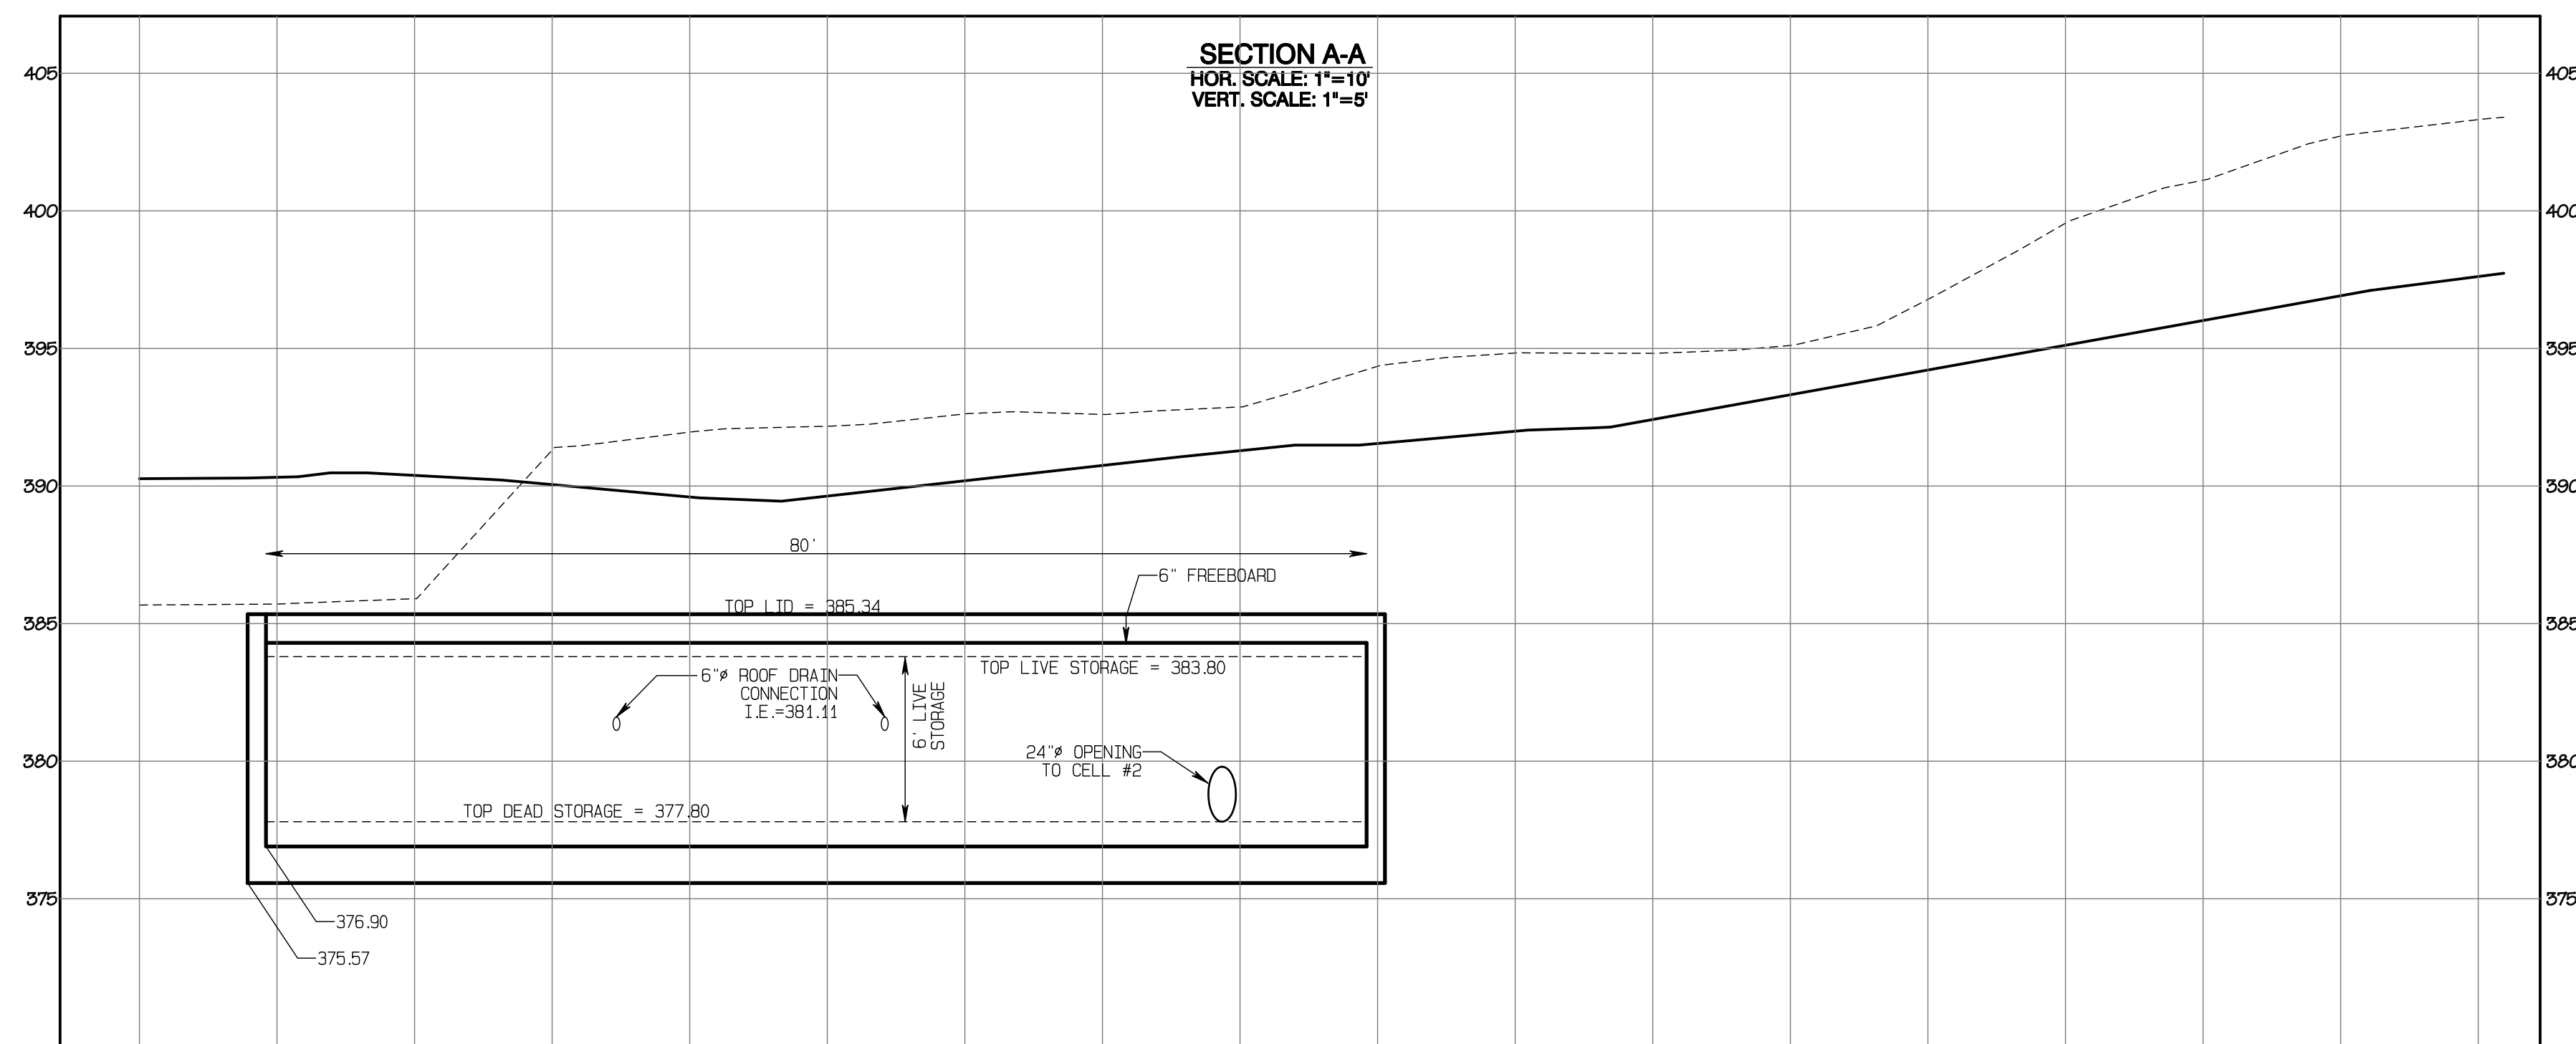 SECTION A-A
HOR. SCALE: 1"=10'
VERT. SCALE: 1"=5'
405 405
400 400
395 395
390 390
80'
6" FREEBOARD
TOP LID = 385.34
385 385
TOP LIVE STORAGE = 383.80
6"ø ROOF DRAIN
CONNECTION
I.E.=381.11
6' LIVE
STORAGE
24"ø OPENING
TO CELL #2
380 380
TOP DEAD STORAGE = 377.80
375 375
376.90
375.57